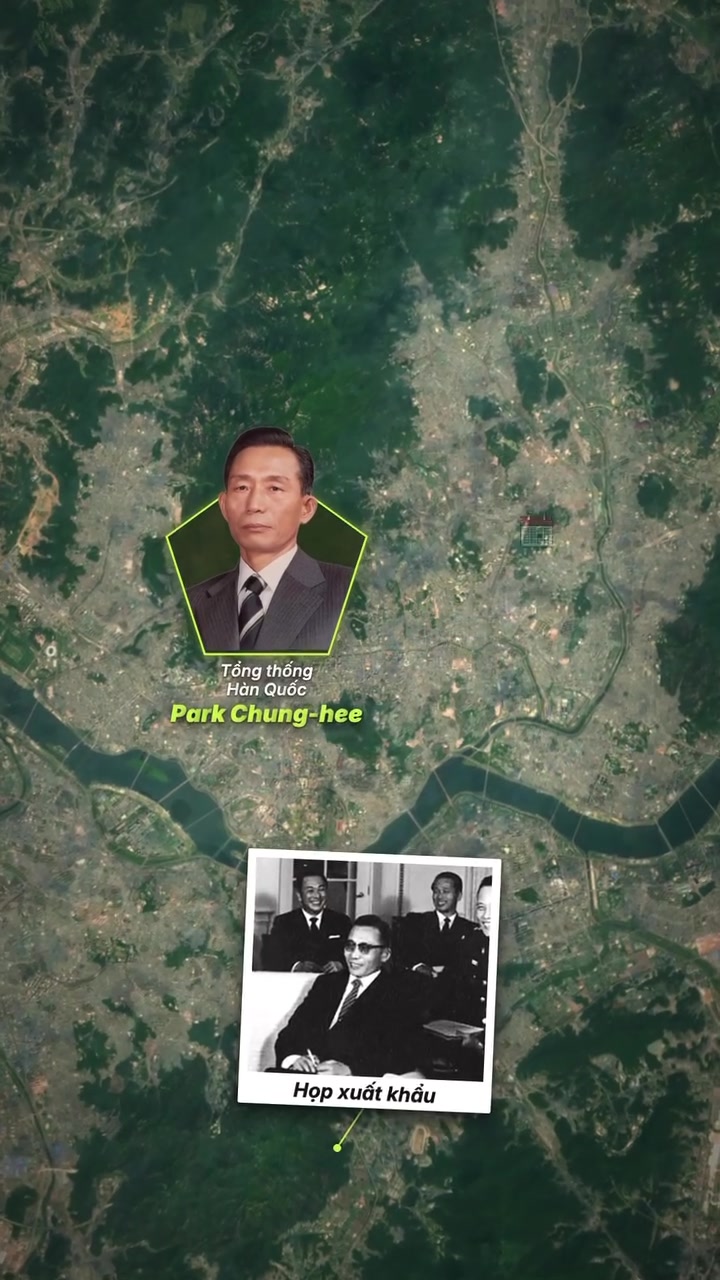 Tổng thống
Hàn Quốc
Park Chung-hee
Họp xuất khẩu